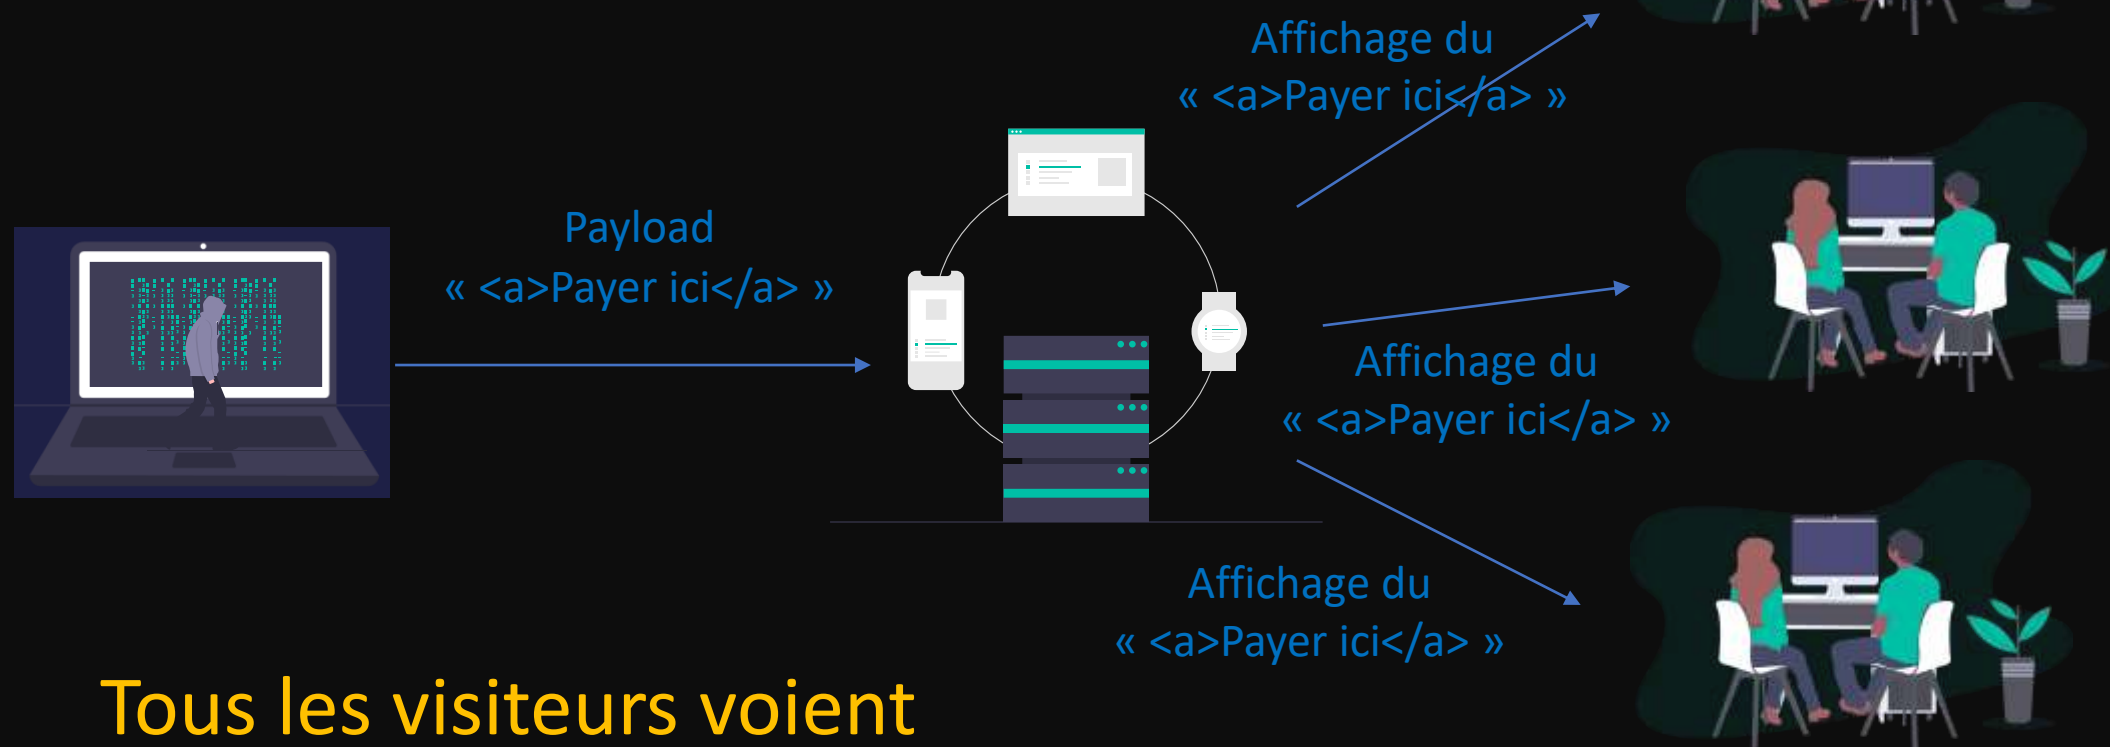 Affichage du
« <a>Payer ici</a> »
Payload
« <a>Payer ici</a> »
Affichage du
« <a>Payer ici</a> »
Affichage du
« <a>Payer ici</a> »
Tous les visiteurs voient